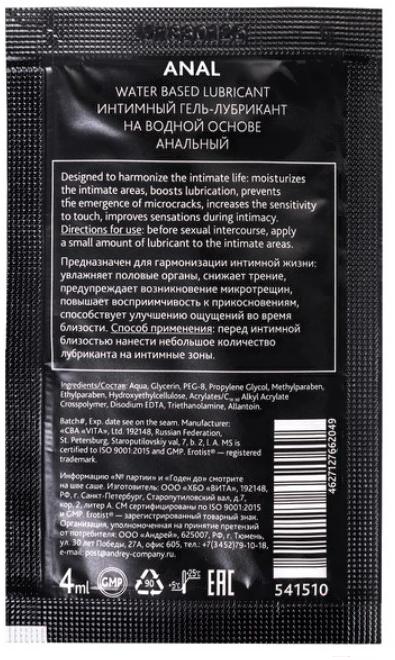 ANAL
WATER BASED LUBRICANT
ИНТИМНЫЙ ГЕЛЬ-ЛУБРИКАНТ
НА ВОДНОЙ ОСНОВЕ
АНАЛЬНЫЙ
Designed to harmonize the intimate life: moisturizes
the intimate areas, boosts lubrication, prevents
the emergence of microcracks, increases the sensitivity
to touch, improves sensations during intimacy.
Directions for use: before sexual intercourse, apply
a small amount of lubricant to the intimate areas.
Предназначен для гармонизации интимной жизни:
увлажняет половые органы, снижает трение,
предупреждает возникновение микротрещин,
повышает восприимчивость к прикосновениям,
способствует улучшению ощущений во время
близости. Способ применения: перед интимной
близостью нанести небольшое количество
лубриканта на интимные зоны.
Ingredients/Состав: Aqua, Glycerin, PEG-8, Propylene Glycol, Methylparaben,
Ethylparaben, Hydroxyethylcellulose, Acrylates/C10-30 Alkyl Acrylate
Crosspolymer, Disodium EDTA, Triethanolamine, Allantoin.
Batch#, Exp. date see on the seam. Manufacturer:
«CBA «VITA», Ltd. 192148, Russian Federation,
St. Petersburg, Staroputilovskiy val, 7, b. 2, l. A. MS is
certified to ISO 9001:2015 and GMP. Erotist® — registered
trademark.
Информация «№ партии» и «Годен до» смотрите
на шве саше. Изготовитель: ООО «ХБО «ВИТА», 192148,
РФ, г. Санкт-Петербург, Старопутиловский вал, д.7,
кор. 2, литер А. СМ сертифицированы по ISO 9001:2015
и GMP. Erotist® — зарегистрированный товарный знак.
Организация, уполномоченная на принятие претензий
от потребителя: ООО «Андрей», 625007, РФ, г. Тюмень,
ул. 30 лет Победы, 27А, офис 605, тел.: +7(3452)79-10-18,
e-mail: post@andrey-company.ru.
4627127662049
4 ml GMP 90 +5°C +25°C EAC
541510